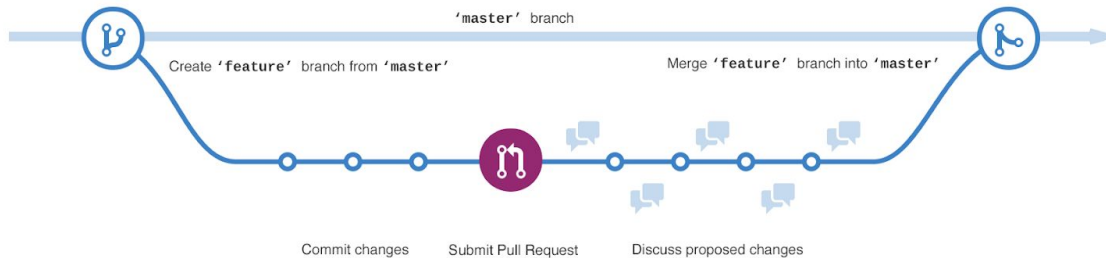 ‘master’ branch
Create ‘feature’ branch from ‘master’
Merge ‘feature’ branch into ‘master’
Commit changes
Submit Pull Request
Discuss proposed changes